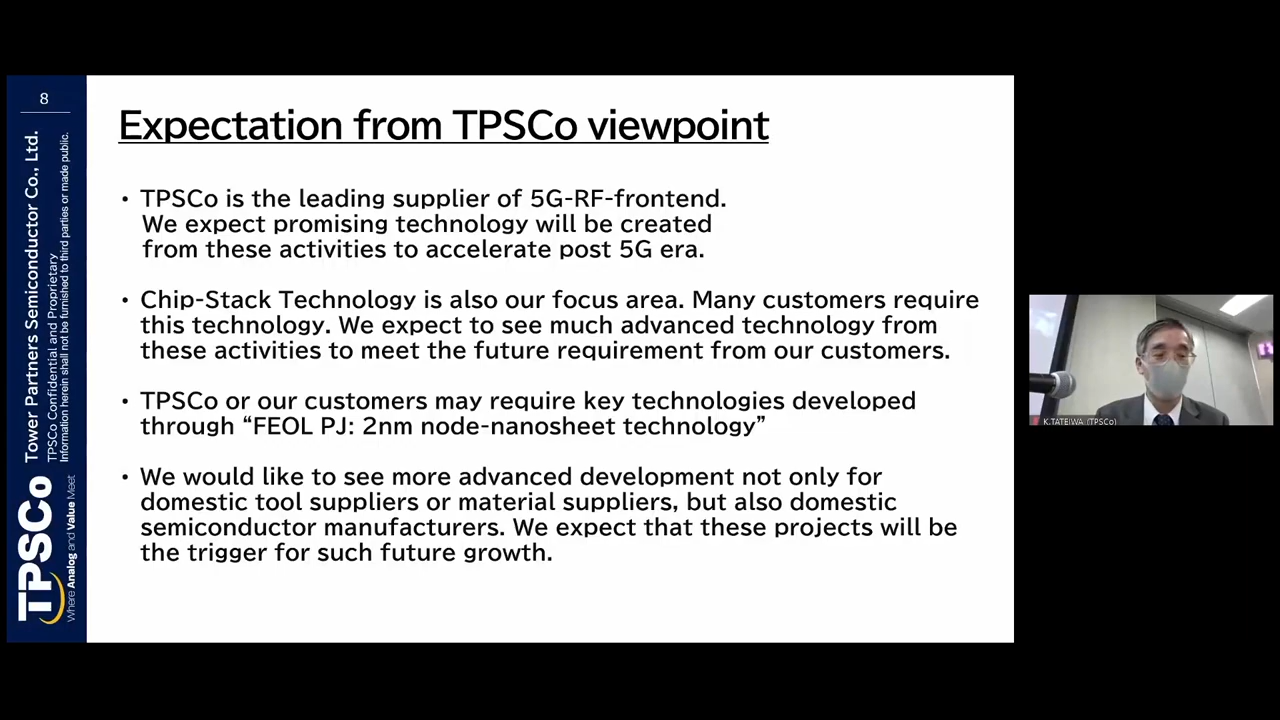 8
Tower Partners Semiconductor Co., Ltd.
TPSCo Confidential and Proprietary
Information herein shall not be furnished to third parties or made public.
TPSCo
Where Analog and Value Meet
Expectation from TPSCo viewpoint
• TPSCo is the leading supplier of 5G-RF-frontend.
We expect promising technology will be created
from these activities to accelerate post 5G era.
• Chip-Stack Technology is also our focus area. Many customers require
this technology. We expect to see much advanced technology from
these activities to meet the future requirement from our customers.
• TPSCo or our customers may require key technologies developed
through “FEOL PJ: 2nm node-nanosheet technology”
• We would like to see more advanced development not only for
domestic tool suppliers or material suppliers, but also domestic
semiconductor manufacturers. We expect that these projects will be
the trigger for such future growth.
K.TATEIWA (TPSCo)